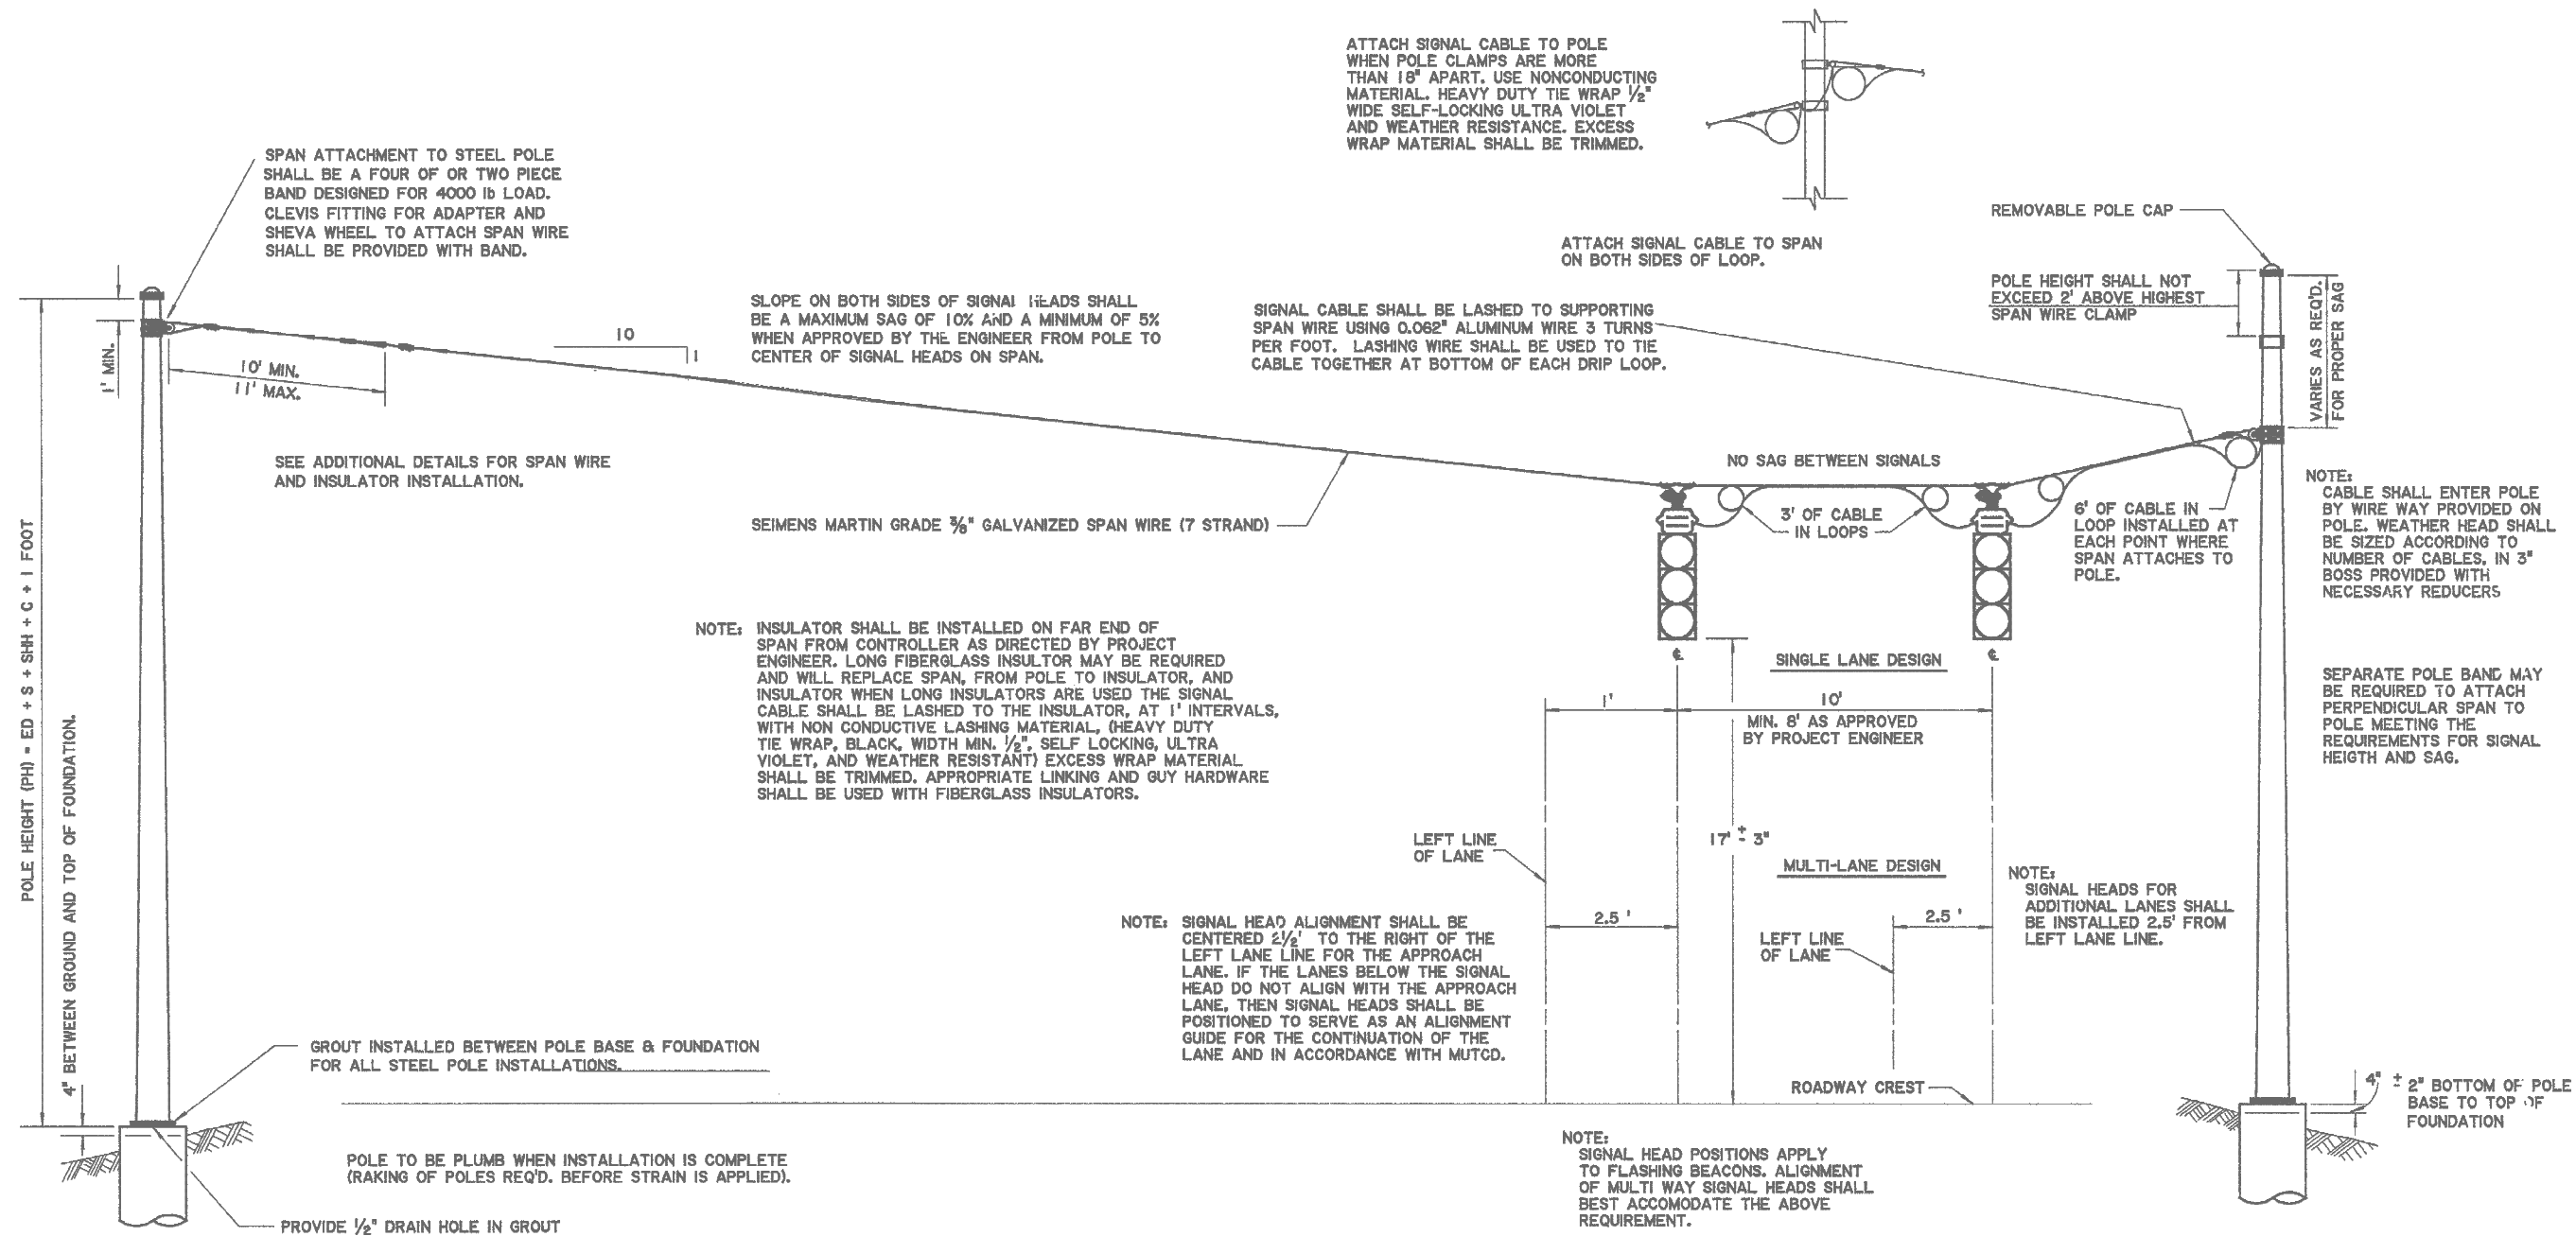 ATTACH SIGNAL CABLE TO POLE
WHEN POLE CLAMPS ARE MORE
THAN 18" APART. USE NONCONDUCTING
MATERIAL. HEAVY DUTY TIE WRAP 1/2"
WIDE SELF-LOCKING ULTRA VIOLET
AND WEATHER RESISTANCE. EXCESS
WRAP MATERIAL SHALL BE TRIMMED.
SPAN ATTACHMENT TO STEEL POLE
SHALL BE A FOUR OF OR TWO PIECE
BAND DESIGNED FOR 4000 lb LOAD.
CLEVIS FITTING FOR ADAPTER AND
SHEVA WHEEL TO ATTACH SPAN WIRE
SHALL BE PROVIDED WITH BAND.
REMOVABLE POLE CAP
ATTACH SIGNAL CABLE TO SPAN
ON BOTH SIDES OF LOOP.
POLE HEIGHT SHALL NOT
EXCEED 2' ABOVE HIGHEST
SPAN WIRE CLAMP
VARIES AS REQ'D.
FOR PROPER SAG
SLOPE ON BOTH SIDES OF SIGNAL HEADS SHALL
BE A MAXIMUM SAG OF 10% AND A MINIMUM OF 5%
WHEN APPROVED BY THE ENGINEER FROM POLE TO
CENTER OF SIGNAL HEADS ON SPAN.
SIGNAL CABLE SHALL BE LASHED TO SUPPORTING
SPAN WIRE USING 0.062" ALUMINUM WIRE 3 TURNS
PER FOOT. LASHING WIRE SHALL BE USED TO TIE
CABLE TOGETHER AT BOTTOM OF EACH DRIP LOOP.
10
1
1' MIN.
10' MIN.
11' MAX.
SEE ADDITIONAL DETAILS FOR SPAN WIRE
AND INSULATOR INSTALLATION.
NO SAG BETWEEN SIGNALS
SEIMENS MARTIN GRADE 3/8" GALVANIZED SPAN WIRE (7 STRAND)
3' OF CABLE
IN LOOPS
6' OF CABLE IN
LOOP INSTALLED AT
EACH POINT WHERE
SPAN ATTACHES TO
POLE.
NOTE:
CABLE SHALL ENTER POLE
BY WIRE WAY PROVIDED ON
POLE. WEATHER HEAD SHALL
BE SIZED ACCORDING TO
NUMBER OF CABLES, IN 3"
BOSS PROVIDED WITH
NECESSARY REDUCERS
POLE HEIGHT (PH) = ED + S + SHH + C + 1 FOOT
4" BETWEEN GROUND AND TOP OF FOUNDATION.
NOTE: INSULATOR SHALL BE INSTALLED ON FAR END OF
SPAN FROM CONTROLLER AS DIRECTED BY PROJECT
ENGINEER. LONG FIBERGLASS INSULTOR MAY BE REQUIRED
AND WILL REPLACE SPAN, FROM POLE TO INSULATOR, AND
INSULATOR WHEN LONG INSULATORS ARE USED THE SIGNAL
CABLE SHALL BE LASHED TO THE INSULATOR, AT 1' INTERVALS,
WITH NON CONDUCTIVE LASHING MATERIAL, (HEAVY DUTY
TIE WRAP, BLACK, WIDTH MIN. 1/2", SELF LOCKING, ULTRA
VIOLET, AND WEATHER RESISTANT) EXCESS WRAP MATERIAL
SHALL BE TRIMMED. APPROPRIATE LINKING AND GUY HARDWARE
SHALL BE USED WITH FIBERGLASS INSULATORS.
℄
℄
SINGLE LANE DESIGN
1'
10'
MIN. 8' AS APPROVED
BY PROJECT ENGINEER
SEPARATE POLE BAND MAY
BE REQUIRED TO ATTACH
PERPENDICULAR SPAN TO
POLE MEETING THE
REQUIREMENTS FOR SIGNAL
HEIGTH AND SAG.
LEFT LINE
OF LANE
17' ± 3"
MULTI-LANE DESIGN
NOTE:
SIGNAL HEADS FOR
ADDITIONAL LANES SHALL
BE INSTALLED 2.5' FROM
LEFT LANE LINE.
2.5 '
2.5 '
LEFT LINE
OF LANE
NOTE: SIGNAL HEAD ALIGNMENT SHALL BE
CENTERED 2 1/2' TO THE RIGHT OF THE
LEFT LANE LINE FOR THE APPROACH
LANE. IF THE LANES BELOW THE SIGNAL
HEAD DO NOT ALIGN WITH THE APPROACH
LANE, THEN SIGNAL HEADS SHALL BE
POSITIONED TO SERVE AS AN ALIGNMENT
GUIDE FOR THE CONTINUATION OF THE
LANE AND IN ACCORDANCE WITH MUTCD.
GROUT INSTALLED BETWEEN POLE BASE & FOUNDATION
FOR ALL STEEL POLE INSTALLATIONS.
ROADWAY CREST
4" ± 2" BOTTOM OF POLE
BASE TO TOP OF
FOUNDATION
POLE TO BE PLUMB WHEN INSTALLATION IS COMPLETE
(RAKING OF POLES REQ'D. BEFORE STRAIN IS APPLIED).
NOTE:
SIGNAL HEAD POSITIONS APPLY
TO FLASHING BEACONS. ALIGNMENT
OF MULTI WAY SIGNAL HEADS SHALL
BEST ACCOMODATE THE ABOVE
REQUIREMENT.
PROVIDE 1/2" DRAIN HOLE IN GROUT